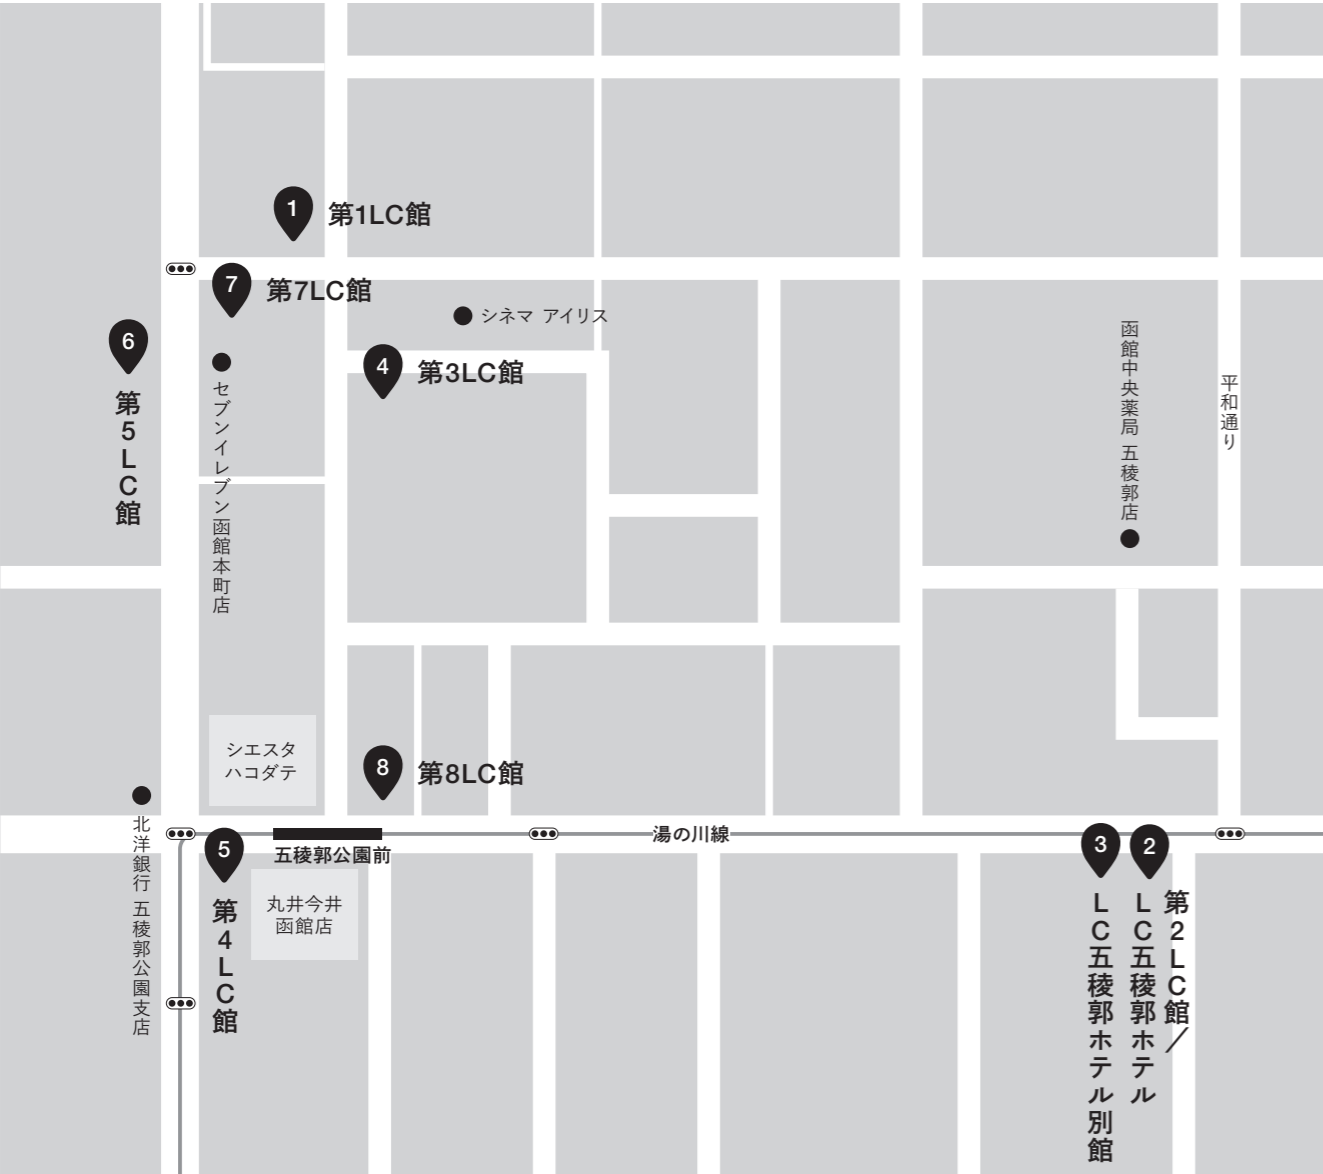 1
第1LC館
7
第7LC館
シネマ アイリス
6
第5LC館
セブンイレブン 函館本町店
4
第3LC館
函館中央薬局 五稜郭店
平和通り
シエスタ
ハコダテ
8
第8LC館
北洋銀行 五稜郭公園支店
5
第4LC館
五稜郭公園前
湯の川線
丸井今井
函館店
3
LC五稜郭ホテル別館
2
第2LC館／
LC五稜郭ホテル